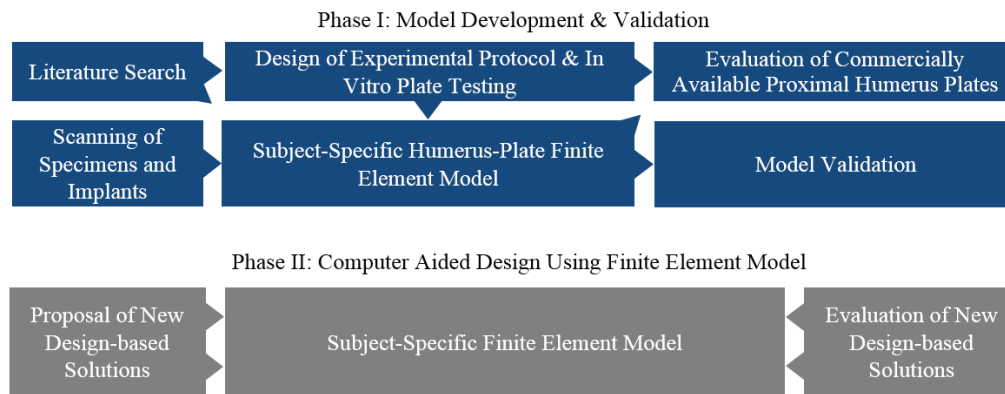 Phase I: Model Development & Validation
Literature Search
Design of Experimental Protocol & In
Vitro Plate Testing
Evaluation of Commercially
Available Proximal Humerus Plates
Scanning of
Specimens and
Implants
Subject-Specific Humerus-Plate Finite
Element Model
Model Validation
Phase II: Computer Aided Design Using Finite Element Model
Proposal of New
Design-based
Solutions
Subject-Specific Finite Element Model
Evaluation of New
Design-based
Solutions